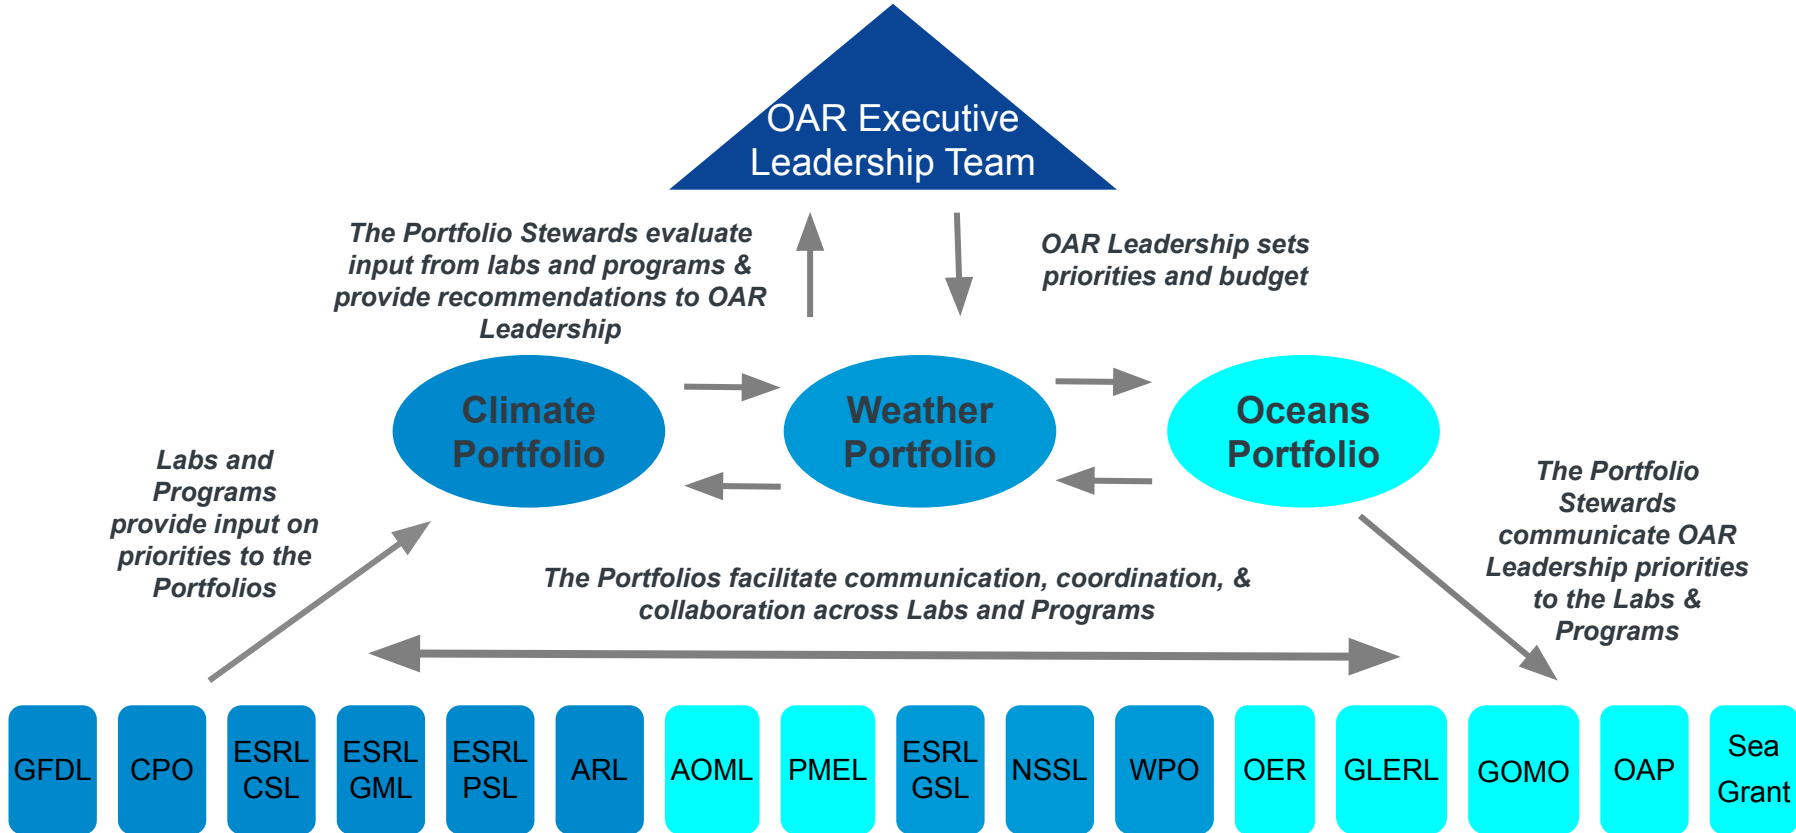 OAR Executive
Leadership Team
The Portfolio Stewards evaluate
input from labs and programs &
provide recommendations to OAR
Leadership
OAR Leadership sets
priorities and budget
Climate
Portfolio
Weather
Portfolio
Oceans
Portfolio
Labs and
Programs
provide input on
priorities to the
Portfolios
The Portfolios facilitate communication, coordination, &
collaboration across Labs and Programs
The Portfolio
Stewards
communicate OAR
Leadership priorities
to the Labs &
Programs
GFDL
CPO
ESRL
CSL
ESRL
GML
ESRL
PSL
ARL
AOML
PMEL
ESRL
GSL
NSSL
WPO
OER
GLERL
GOMO
OAP
Sea
Grant